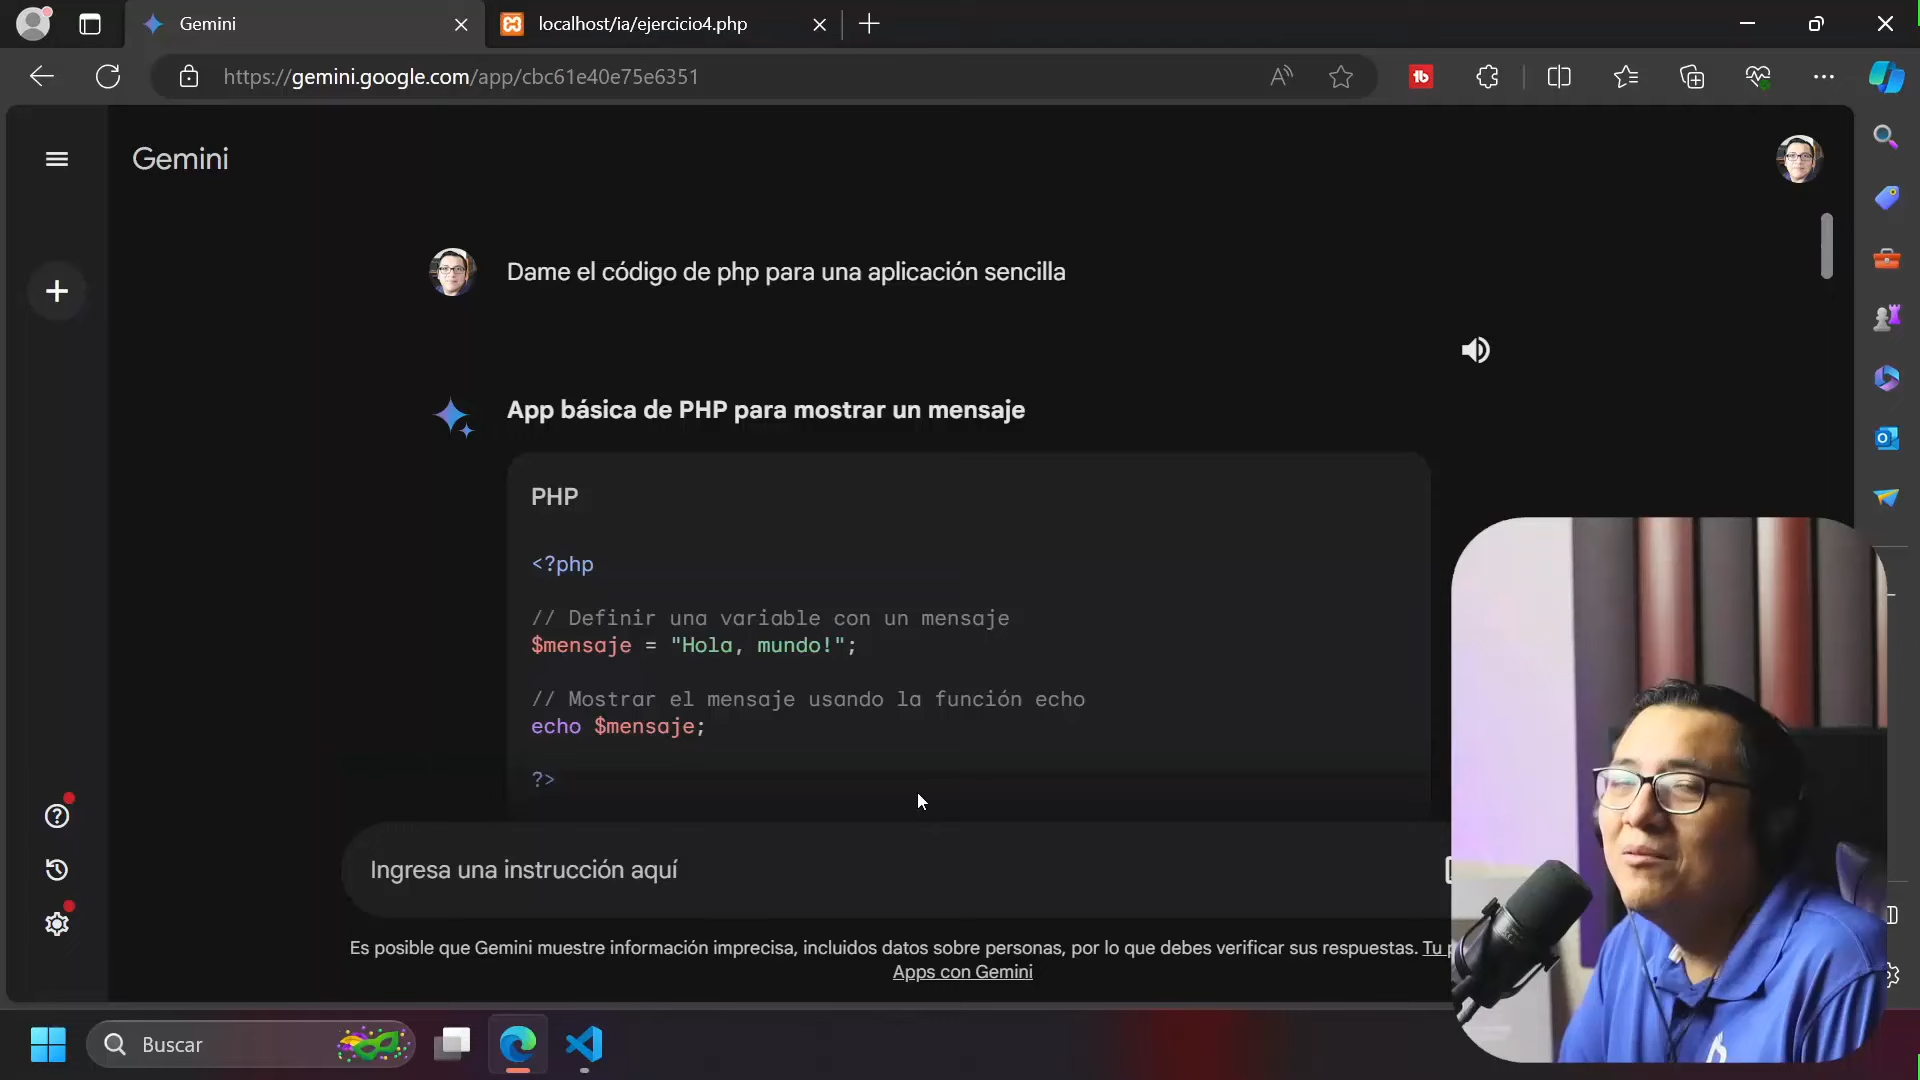 Gemini
localhost/ia/ejercicio4.php
https://gemini.google.com/app/cbc61e40e75e6351
Gemini
Dame el código de php para una aplicación sencilla
App básica de PHP para mostrar un mensaje
PHP
<?php
// Definir una variable con un mensaje
$mensaje = "Hola, mundo!";
// Mostrar el mensaje usando la función echo
echo $mensaje;
?>
Ingresa una instrucción aquí
Es posible que Gemini muestre información imprecisa, incluidos datos sobre personas, por lo que debes verificar sus respuestas. Tu
Apps con Gemini
Buscar